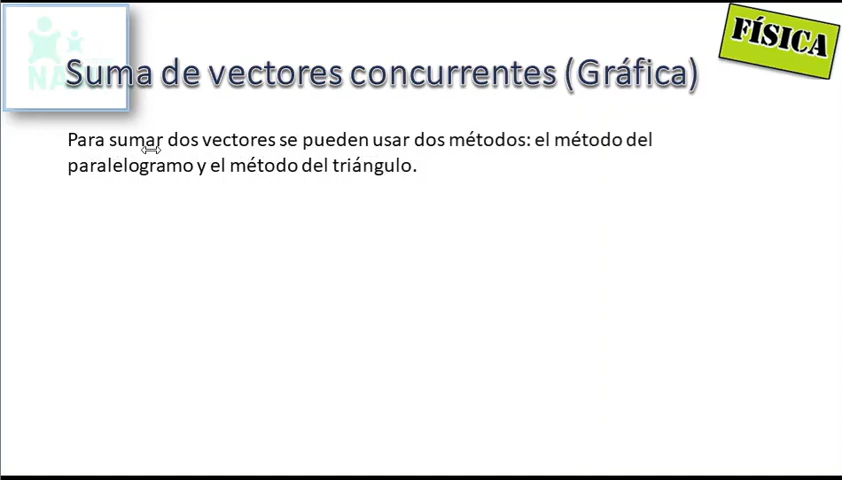 FÍSICA
Suma de vectores concurrentes (Gráfica)
Para sumar dos vectores se pueden usar dos métodos: el método del
paralelogramo y el método del triángulo.